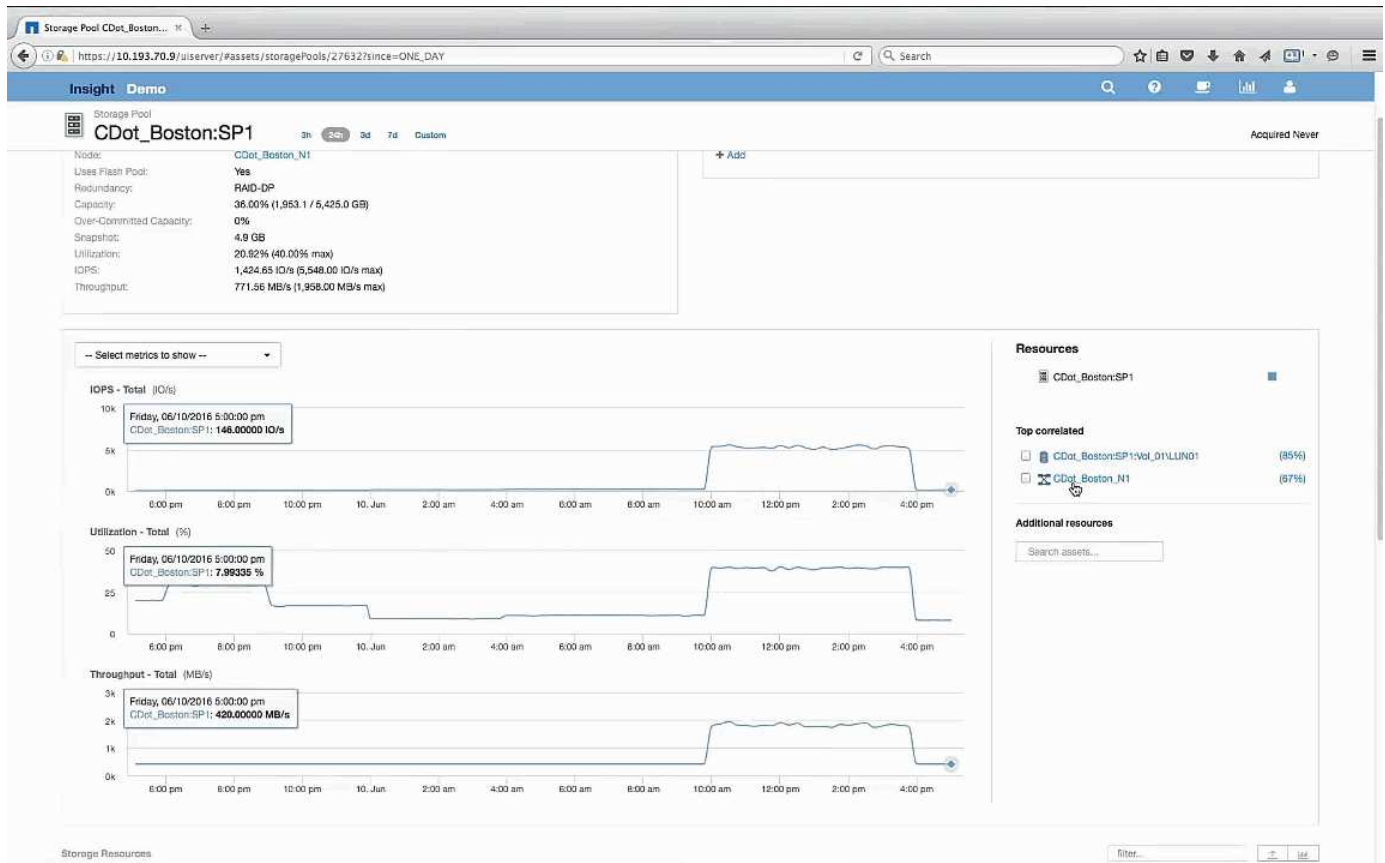 Storage Pool CDot_Boston... × +
https://10.193.70.9/uiserver/#assets/storagePools/27632?since=ONE_DAY Search
Insight Demo
Storage Pool
CDot_Boston:SP1 3h 24h 3d 7d Custom Acquired Never
Node: CDot_Boston_N1 + Add
Uses Flash Pool: Yes
Redundancy: RAID-DP
Capacity: 36.00% (1,953.1 / 5,425.0 GB)
Over-Committed Capacity: 0%
Snapshot: 4.9 GB
Utilization: 20.92% (40.00% max)
IOPS: 1,424.65 IO/s (5,548.00 IO/s max)
Throughput: 771.56 MB/s (1,958.00 MB/s max)
-- Select metrics to show --
IOPS - Total (IO/s)
10k
Friday, 06/10/2016 5:00:00 pm
CDot_Boston:SP1: 146.00000 IO/s
5k
0k
6:00 pm 8:00 pm 10:00 pm 10. Jun 2:00 am 4:00 am 6:00 am 8:00 am 10:00 am 12:00 pm 2:00 pm 4:00 pm
Utilization - Total (%)
50
Friday, 06/10/2016 5:00:00 pm
CDot_Boston:SP1: 7.99335 %
25
0
6:00 pm 8:00 pm 10:00 pm 10. Jun 2:00 am 4:00 am 6:00 am 8:00 am 10:00 am 12:00 pm 2:00 pm 4:00 pm
Throughput - Total (MB/s)
3k
Friday, 06/10/2016 5:00:00 pm
CDot_Boston:SP1: 420.00000 MB/s
2k
1k
0k
6:00 pm 8:00 pm 10:00 pm 10. Jun 2:00 am 4:00 am 6:00 am 8:00 am 10:00 am 12:00 pm 2:00 pm 4:00 pm
Resources
CDot_Boston:SP1
Top correlated
CDot_Boston:SP1:Vol_01\LUN01 (85%)
CDot_Boston_N1 (67%)
Additional resources
Search assets...
Storage Resources filter...